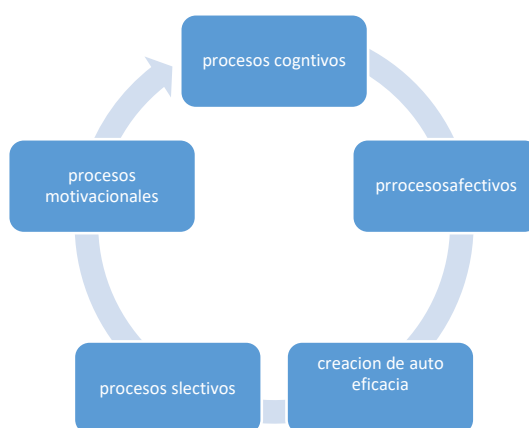 procesos cogntivos
prrocesosafectivos
creacion de auto
eficacia
procesos slectivos
procesos
motivacionales